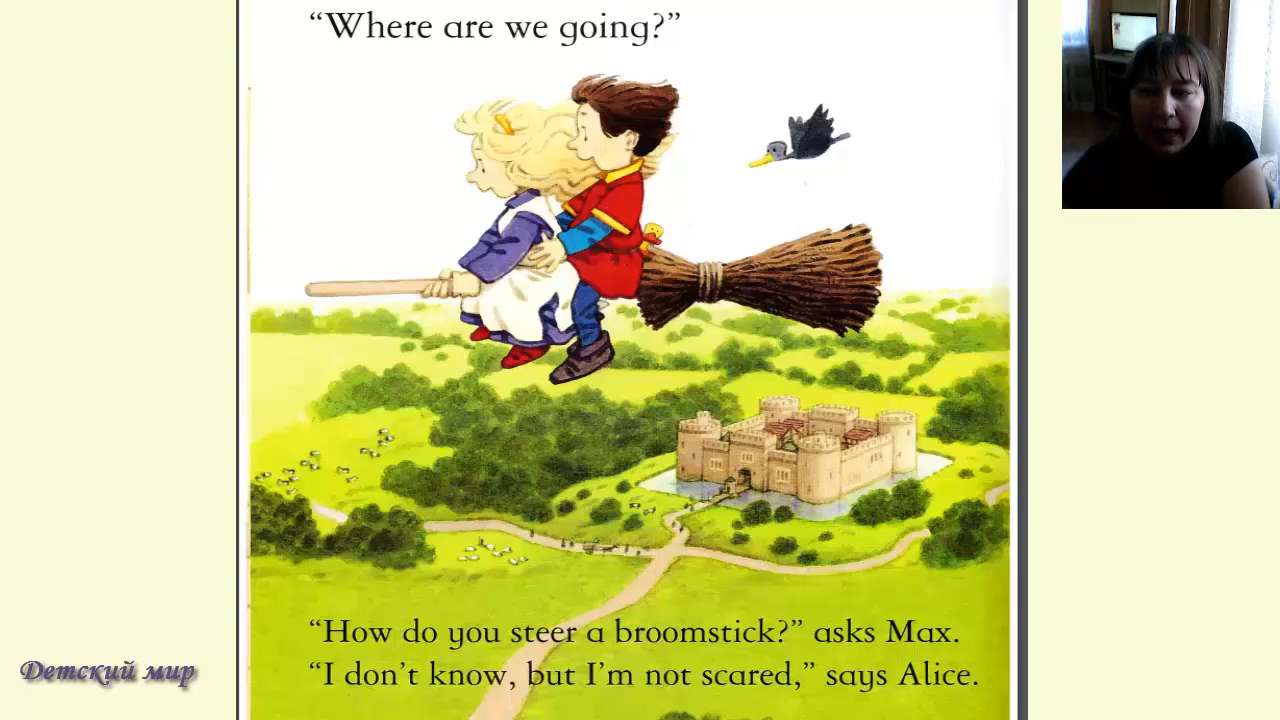 “Where are we going?”
“How do you steer a broomstick?” asks Max.
“I don’t know, but I’m not scared,” says Alice.
Детский мир